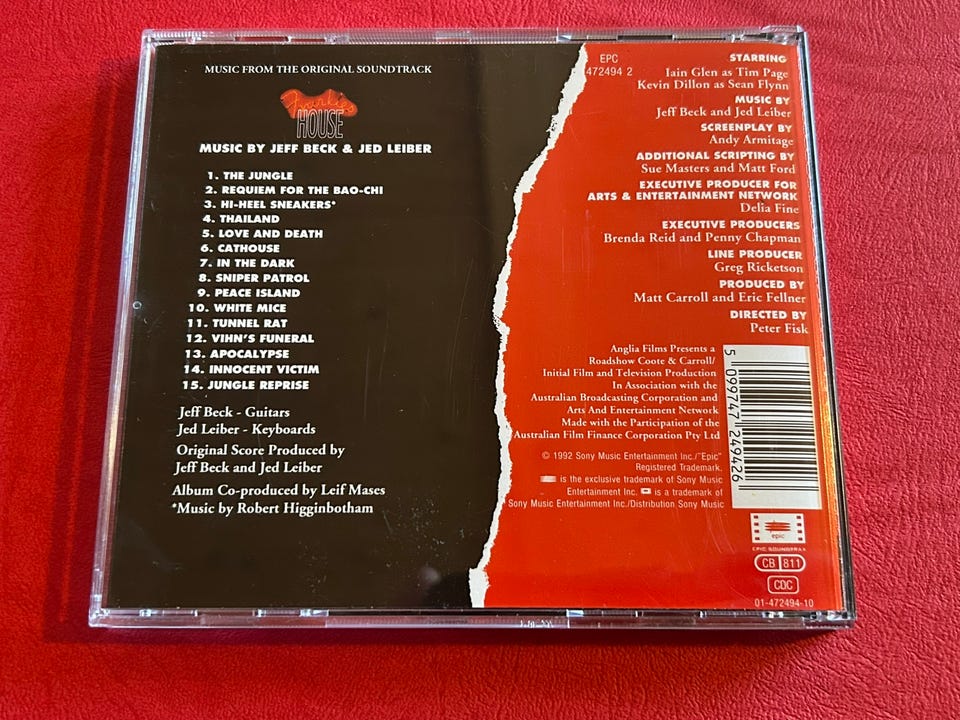 MUSIC FROM THE ORIGINAL SOUNDTRACK
Frankie's
HOUSE
MUSIC BY JEFF BECK & JED LEIBER
1. THE JUNGLE
2. REQUIEM FOR THE BAO-CHI
3. HI-HEEL SNEAKERS*
4. THAILAND
5. LOVE AND DEATH
6. CATHOUSE
7. IN THE DARK
8. SNIPER PATROL
9. PEACE ISLAND
10. WHITE MICE
11. TUNNEL RAT
12. VIHN'S FUNERAL
13. APOCALYPSE
14. INNOCENT VICTIM
15. JUNGLE REPRISE
Jeff Beck - Guitars
Jed Leiber - Keyboards
Original Score Produced by
Jeff Beck and Jed Leiber
Album Co-produced by Leif Mases
*Music by Robert Higginbotham
EPC
472494 2
STARRING
Iain Glen as Tim Page
Kevin Dillon as Sean Flynn
MUSIC BY
Jeff Beck and Jed Leiber
SCREENPLAY BY
Andy Armitage
ADDITIONAL SCRIPTING BY
Sue Masters and Matt Ford
EXECUTIVE PRODUCER FOR
ARTS & ENTERTAINMENT NETWORK
Delia Fine
EXECUTIVE PRODUCERS
Brenda Reid and Penny Chapman
LINE PRODUCER
Greg Ricketson
PRODUCED BY
Matt Carroll and Eric Fellner
DIRECTED BY
Peter Fisk
Anglia Films Presents a
Roadshow Coote & Carroll/
Initial Film and Television Production
In Association with the
Australian Broadcasting Corporation and
Arts And Entertainment Network
Made with the Participation of the
Australian Film Finance Corporation Pty Ltd
© 1992 Sony Music Entertainment Inc./"Epic"
Registered Trademark.
is the exclusive trademark of Sony Music
Entertainment Inc. is a trademark of
Sony Music Entertainment Inc./Distribution Sony Music
5 099747 249426
epic
EPIC SOUNDTRAX
CB 811
CDC
01-472494-10